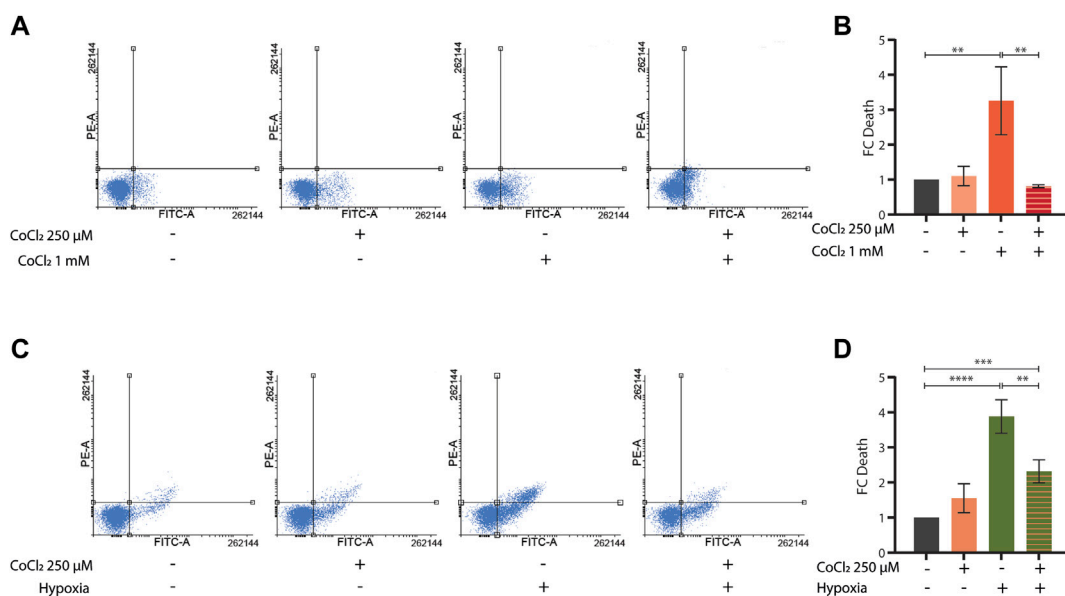 A
262144
PE-A
FITC-A
262144
262144
PE-A
FITC-A
262144
262144
PE-A
FITC-A
262144
262144
PE-A
FITC-A
262144
CoCl₂ 250 μM - + - +
CoCl₂ 1 mM - - + +
B
** **
5
4
3
2
1
0
FC Death
CoCl₂ 250 μM - + - +
CoCl₂ 1 mM - - + +
C
262144
PE-A
FITC-A
262144
262144
PE-A
FITC-A
262144
262144
PE-A
FITC-A
262144
262144
PE-A
FITC-A
262144
CoCl₂ 250 μM - + - +
Hypoxia - - + +
D
***
**** **
5
4
3
2
1
0
FC Death
CoCl₂ 250 μM - + - +
Hypoxia - - + +